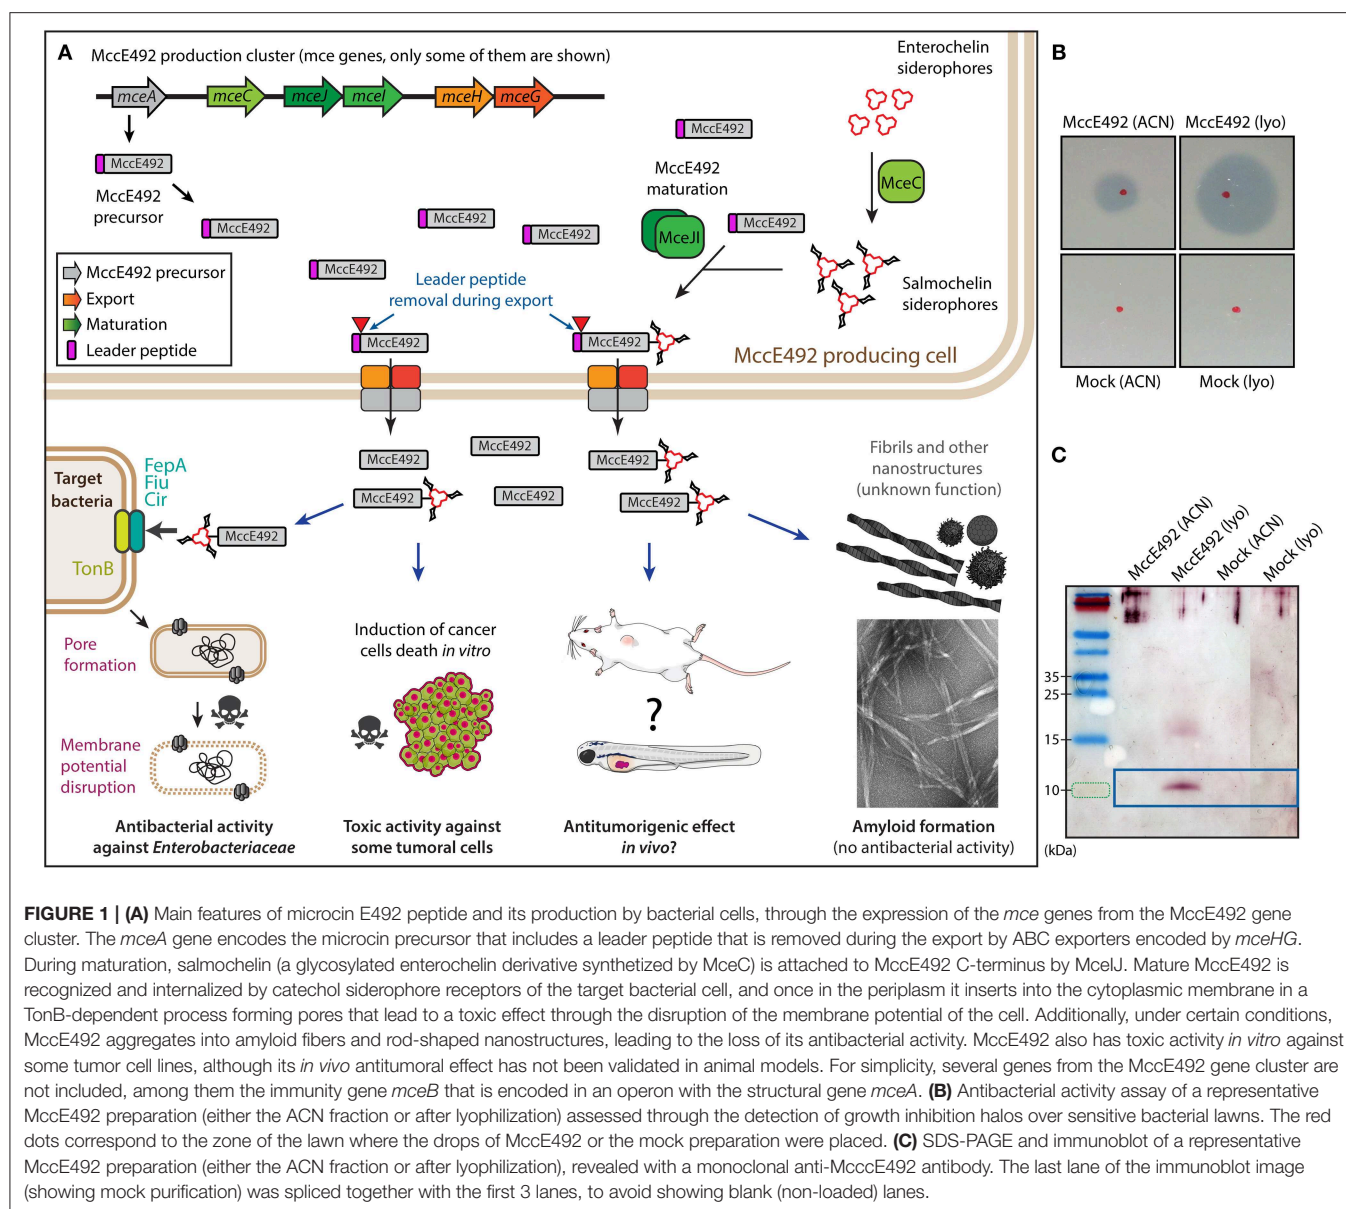 A
MccE492 production cluster (mce genes, only some of them are shown)
mceA
mceC
mceJ
mceI
mceH
mceG
MccE492
MccE492
precursor
MccE492
MccE492
MccE492
MccE492
MccE492
MccE492
maturation
MceJI
MccE492
Enterochelin
siderophores
MceC
Salmochelin
siderophores
MccE492 precursor
Export
Maturation
Leader peptide
Leader peptide
removal during export
MccE492
MccE492
MccE492 producing cell
MccE492
MccE492
MccE492
MccE492
MccE492
MccE492
Target
bacteria
FepA
Fiu
Cir
TonB
MccE492
Pore
formation
Membrane
potential
disruption
Antibacterial activity
against Enterobacteriaceae
Induction of cancer
cells death in vitro
Toxic activity against
some tumoral cells
?
Antitumorigenic effect
in vivo?
Fibrils and other
nanostructures
(unknown function)
Amyloid formation
(no antibacterial activity)
B
MccE492 (ACN)
MccE492 (lyo)
Mock (ACN)
Mock (lyo)
C
MccE492 (ACN)
MccE492 (lyo)
Mock (ACN)
Mock (lyo)
35
25
15
10
(kDa)
FIGURE 1 | (A) Main features of microcin E492 peptide and its production by bacterial cells, through the expression of the mce genes from the MccE492 gene
cluster. The mceA gene encodes the microcin precursor that includes a leader peptide that is removed during the export by ABC exporters encoded by mceHG.
During maturation, salmochelin (a glycosylated enterochelin derivative synthetized by MceC) is attached to MccE492 C-terminus by MceIJ. Mature MccE492 is
recognized and internalized by catechol siderophore receptors of the target bacterial cell, and once in the periplasm it inserts into the cytoplasmic membrane in a
TonB-dependent process forming pores that lead to a toxic effect through the disruption of the membrane potential of the cell. Additionally, under certain conditions,
MccE492 aggregates into amyloid fibers and rod-shaped nanostructures, leading to the loss of its antibacterial activity. MccE492 also has toxic activity in vitro against
some tumor cell lines, although its in vivo antitumoral effect has not been validated in animal models. For simplicity, several genes from the MccE492 gene cluster are
not included, among them the immunity gene mceB that is encoded in an operon with the structural gene mceA. (B) Antibacterial activity assay of a representative
MccE492 preparation (either the ACN fraction or after lyophilization) assessed through the detection of growth inhibition halos over sensitive bacterial lawns. The red
dots correspond to the zone of the lawn where the drops of MccE492 or the mock preparation were placed. (C) SDS-PAGE and immunoblot of a representative
MccE492 preparation (either the ACN fraction or after lyophilization), revealed with a monoclonal anti-McccE492 antibody. The last lane of the immunoblot image
(showing mock purification) was spliced together with the first 3 lanes, to avoid showing blank (non-loaded) lanes.